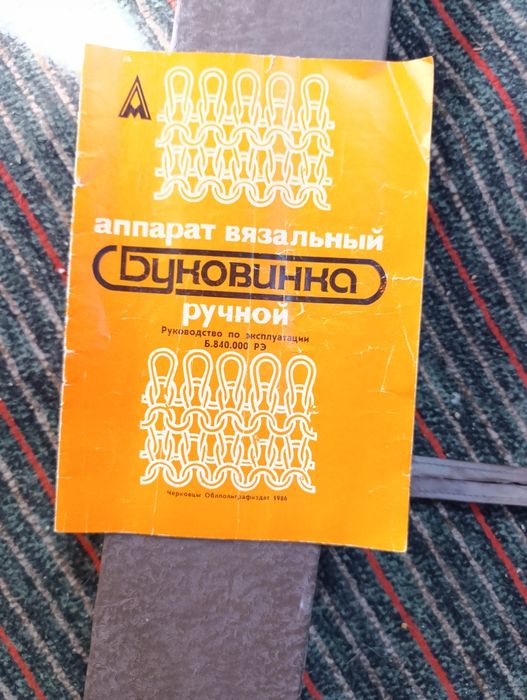 аппарат вязальный
Буковинка
ручной
Руководство по эксплуатации
Б.840.000 РЭ
Черновцы Облполиграфиздат 1986